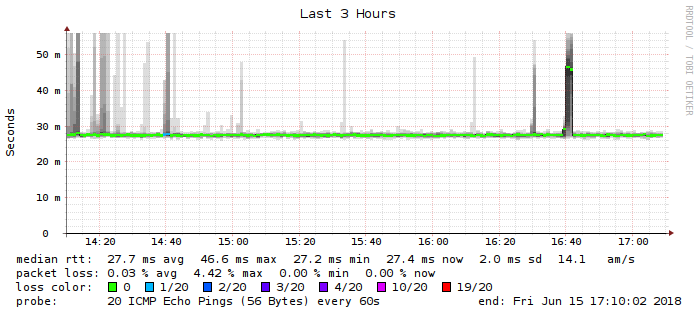 Last 3 Hours
RRDTOOL / TOBI OETIKER
Seconds
50 m
40 m
30 m
20 m
10 m
0
14:20 14:40 15:00 15:20 15:40 16:00 16:20 16:40 17:00
median rtt: 27.7 ms avg 46.6 ms max 27.2 ms min 27.4 ms now 2.0 ms sd 14.1 am/s
packet loss: 0.03 % avg 4.42 % max 0.00 % min 0.00 % now
loss color: 0 1/20 2/20 3/20 4/20 10/20 19/20
probe: 20 ICMP Echo Pings (56 Bytes) every 60s end: Fri Jun 15 17:10:02 2018